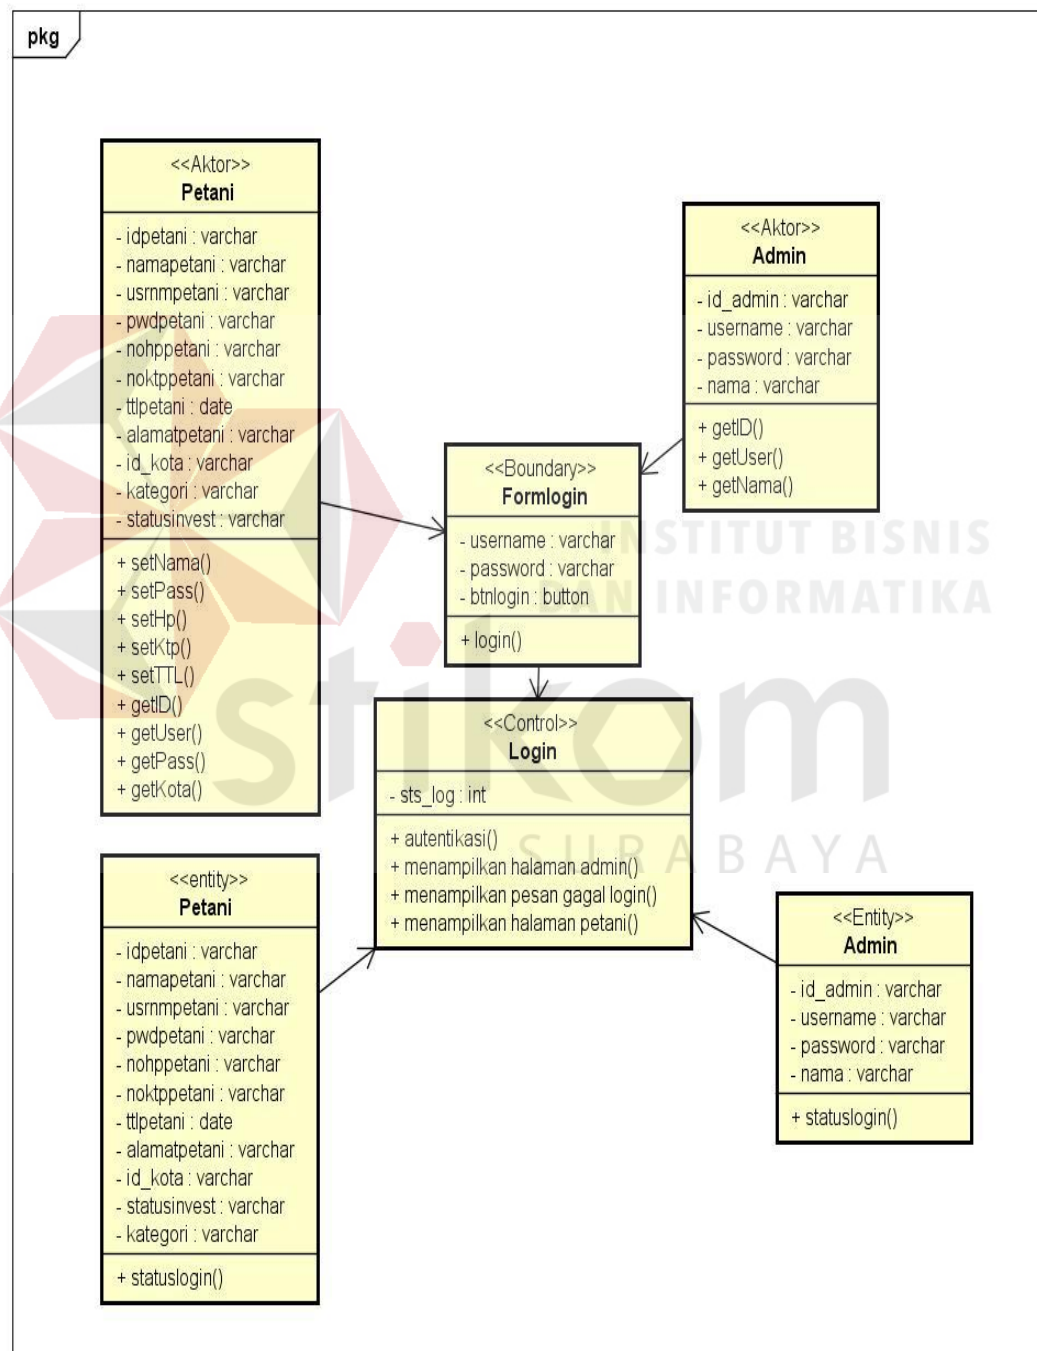 pkg
<<Aktor>>
Petani
- idpetani : varchar
- namapetani : varchar
- usrnmpetani : varchar
- pwdpetani : varchar
- nohppetani : varchar
- noktppetani : varchar
- ttlpetani : date
- alamatpetani : varchar
- id_kota : varchar
- kategori : varchar
- statusinvest : varchar
+ setNama()
+ setPass()
+ setHp()
+ setKtp()
+ setTTL()
+ getID()
+ getUser()
+ getPass()
+ getKota()
<<Aktor>>
Admin
- id_admin : varchar
- username : varchar
- password : varchar
- nama : varchar
+ getID()
+ getUser()
+ getNama()
<<Boundary>>
Formlogin
- username : varchar
- password : varchar
- btnlogin : button
+ login()
INSTITUT BISNIS
DAN INFORMATIKA
stikom
SURABAYA
<<Control>>
Login
- sts_log : int
+ autentikasi()
+ menampilkan halaman admin()
+ menampilkan pesan gagal login()
+ menampilkan halaman petani()
<<entity>>
Petani
- idpetani : varchar
- namapetani : varchar
- usrnmpetani : varchar
- pwdpetani : varchar
- nohppetani : varchar
- noktppetani : varchar
- ttlpetani : date
- alamatpetani : varchar
- id_kota : varchar
- statusinvest : varchar
- kategori : varchar
+ statuslogin()
<<Entity>>
Admin
- id_admin : varchar
- username : varchar
- password : varchar
- nama : varchar
+ statuslogin()